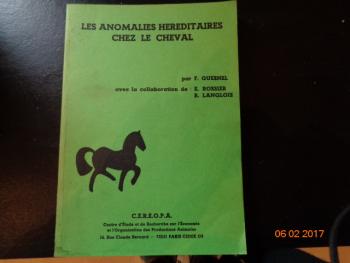 LES ANOMALIES HEREDITAIRES
CHEZ LE CHEVAL
par F. GUESNEL
avec la collaboration de : E. ROSSIER
B. LANGLOIS
C.E.R.E.O.P.A.
Centre d'Etude et de Recherche sur l'Economie
et l'Organisation des Productions Animales
16, Rue Claude Bernard - 75231 PARIS CEDEX 05
06 02 2017